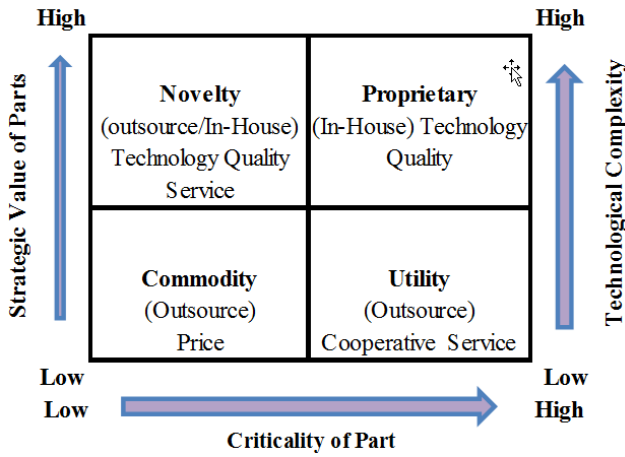 High
High
Strategic Value of Parts
Novelty
(outsource/In-House)
Technology Quality
Service
Proprietary
(In-House) Technology
Quality
Technological Complexity
Commodity
(Outsource)
Price
Utility
(Outsource)
Cooperative Service
Low
Low
Low
High
Criticality of Part